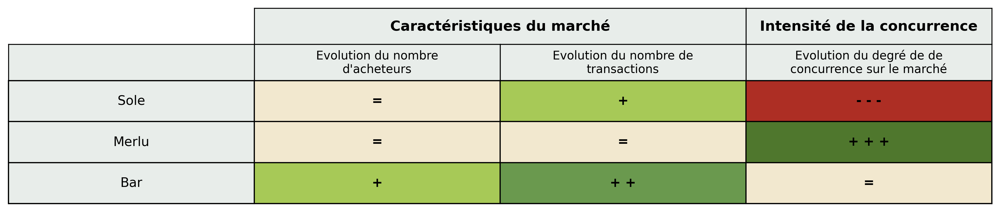 Caractéristiques du marché Intensité de la concurrence
Evolution du nombre d'acheteurs
Evolution du nombre de transactions
Evolution du degré de de concurrence sur le marché
Sole = + - - -
Merlu = = + + +
Bar + + + =